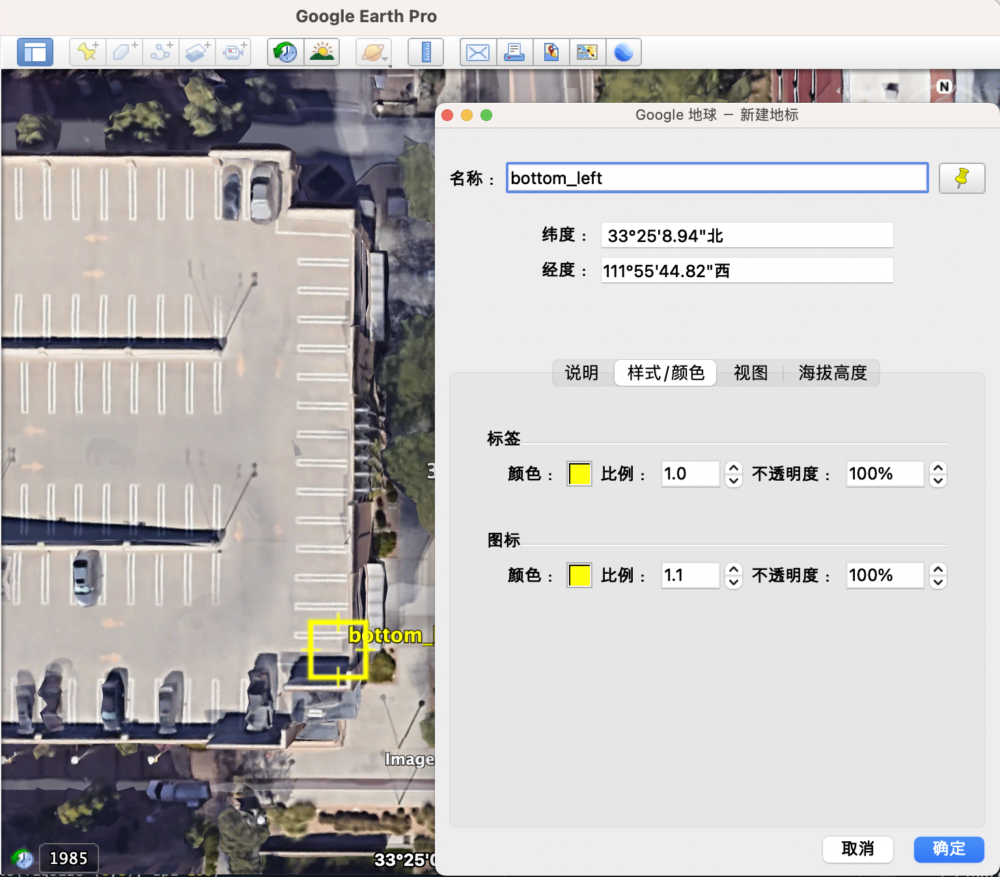 Google Earth Pro
N
Google 地球 — 新建地标
名称：
bottom_left
纬度：
33°25'8.94"北
经度：
111°55'44.82"西
说明
样式/颜色
视图
海拔高度
标签
颜色：
比例：
1.0
不透明度：
100%
图标
颜色：
比例：
1.1
不透明度：
100%
bottom_
Image
取消
确定
1985
33°25'